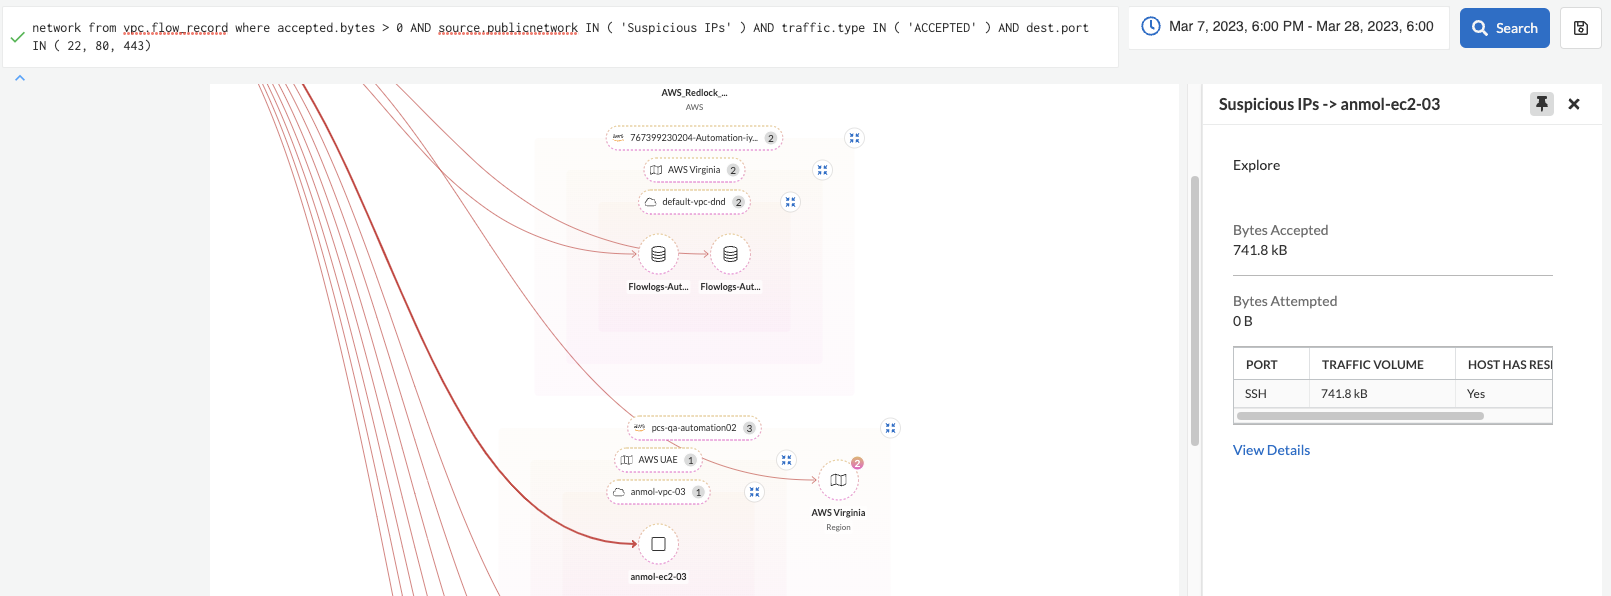 network from vpc.flow_record where accepted.bytes > 0 AND source.publicnetwork IN ( 'Suspicious IPs' ) AND traffic.type IN ( 'ACCEPTED' ) AND dest.port
IN ( 22, 80, 443)
Mar 7, 2023, 6:00 PM - Mar 28, 2023, 6:00
Search
AWS_Redlock_...
AWS
aws 767399230204-Automation-iy... 2
AWS Virginia 2
default-vpc-dnd 2
Flowlogs-Aut... Flowlogs-Aut...
aws pcs-qa-automation02 3
AWS UAE 1
2
anmol-vpc-03 1
AWS Virginia
Region
anmol-ec2-03
Suspicious IPs -> anmol-ec2-03
Explore
Bytes Accepted
741.8 kB
Bytes Attempted
0 B
PORT TRAFFIC VOLUME HOST HAS RES
SSH 741.8 kB Yes
View Details